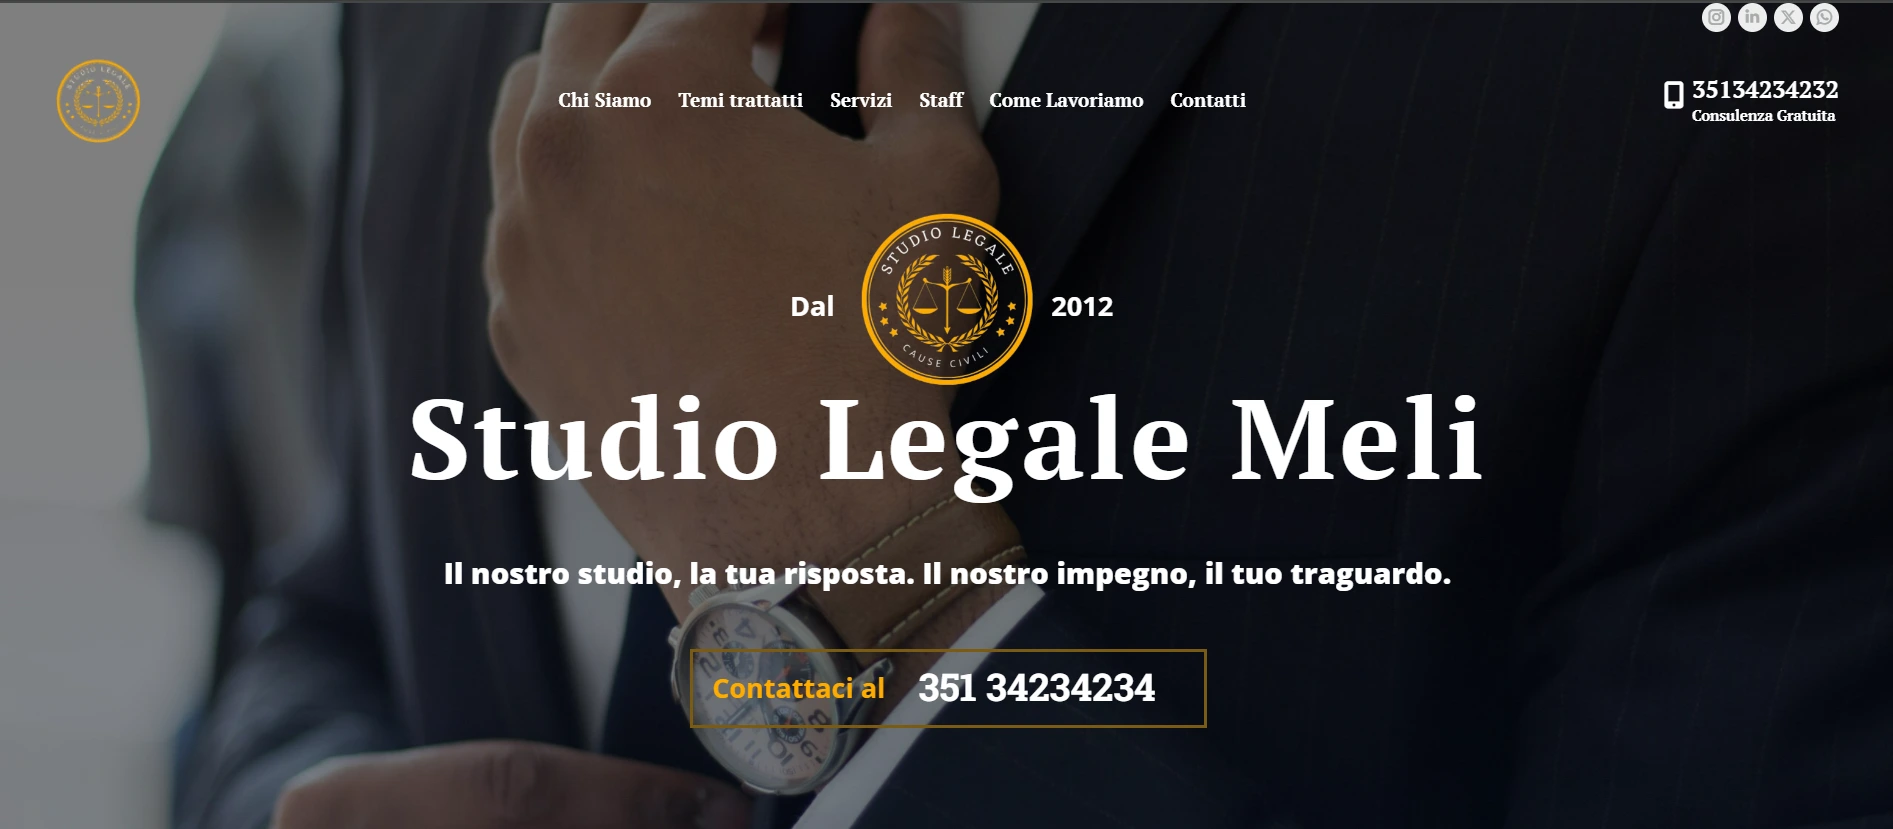 Chi Siamo Temi trattatti Servizi Staff Come Lavoriamo Contatti
35134234232
Consulenza Gratuita
STUDIO LEGALE
Dal 2012
CAUSE CIVILI
Studio Legale Meli
Il nostro studio, la tua risposta. Il nostro impegno, il tuo traguardo.
Contattaci al 351 34234234